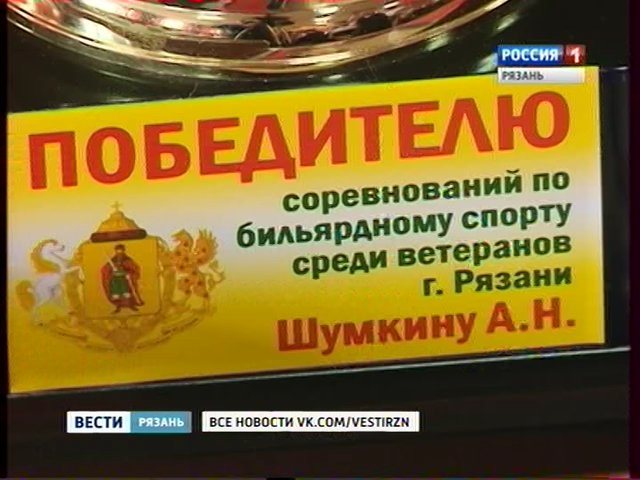 РОССИЯ 1
РЯЗАНЬ
ПОБЕДИТЕЛЮ
соревнований по
бильярдному спорту
среди ветеранов
г. Рязани
Шумкину А.Н.
ВЕСТИ РЯЗАНЬ ВСЕ НОВОСТИ VK.COM/VESTIRZN